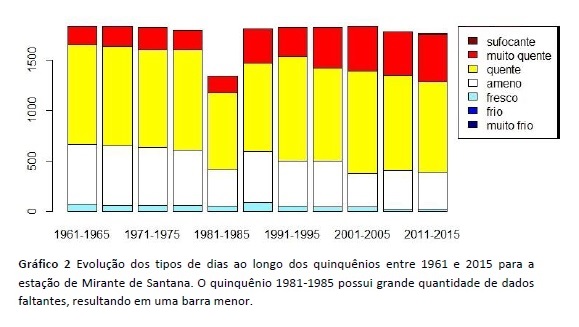 1500
1000
500
0
sufocante
muito quente
quente
ameno
fresco
frio
muito frio
1961-1965 1971-1975 1981-1985 1991-1995 2001-2005 2011-2015
Gráfico 2 Evolução dos tipos de dias ao longo dos quinquênios entre 1961 e 2015 para a
estação de Mirante de Santana. O quinquênio 1981-1985 possui grande quantidade de dados
faltantes, resultando em uma barra menor.